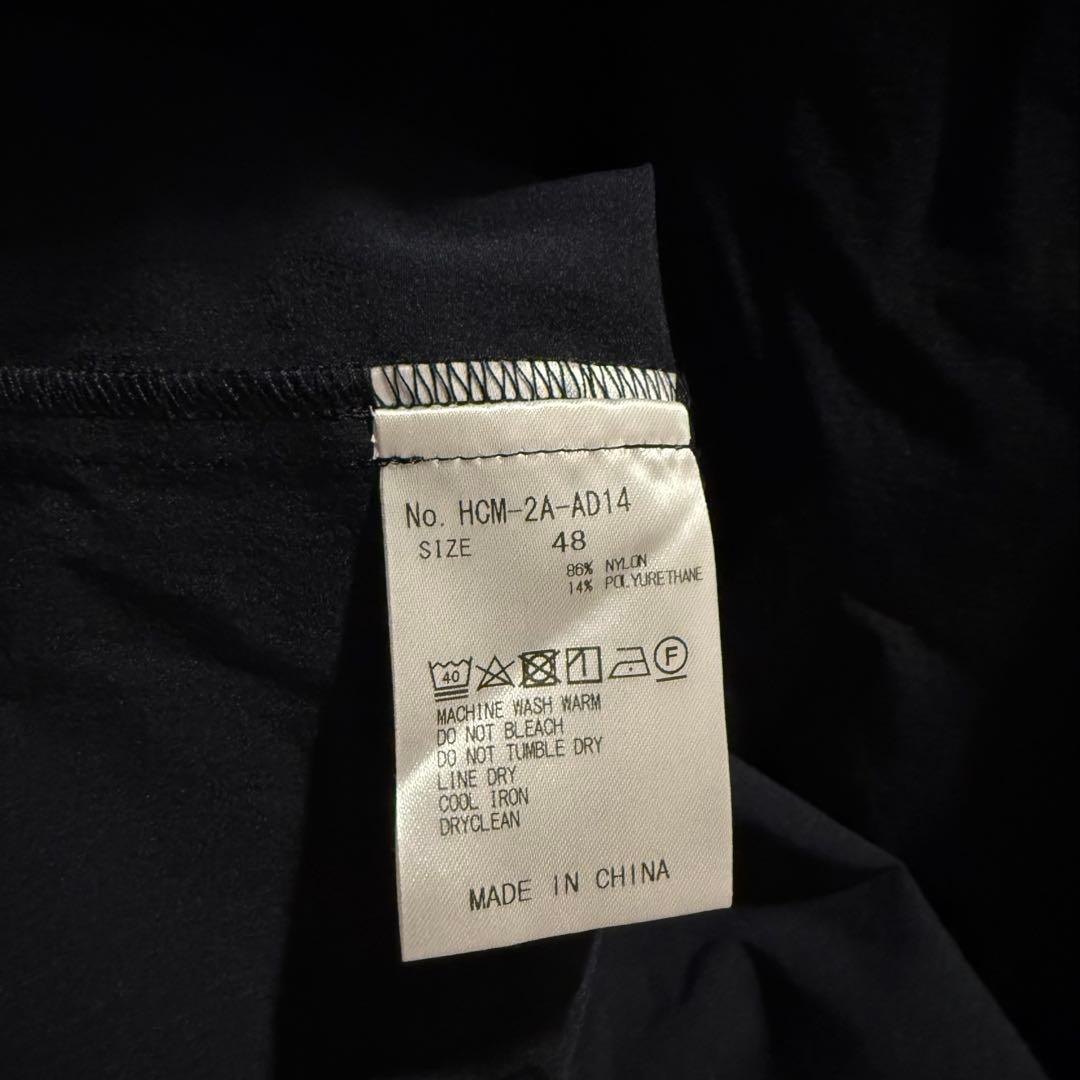 No. HCM-2A-AD14
SIZE 48
86% NYLON
14% POLYURETHANE
40 F
MACHINE WASH WARM
DO NOT BLEACH
DO NOT TUMBLE DRY
LINE DRY
COOL IRON
DRYCLEAN
MADE IN CHINA